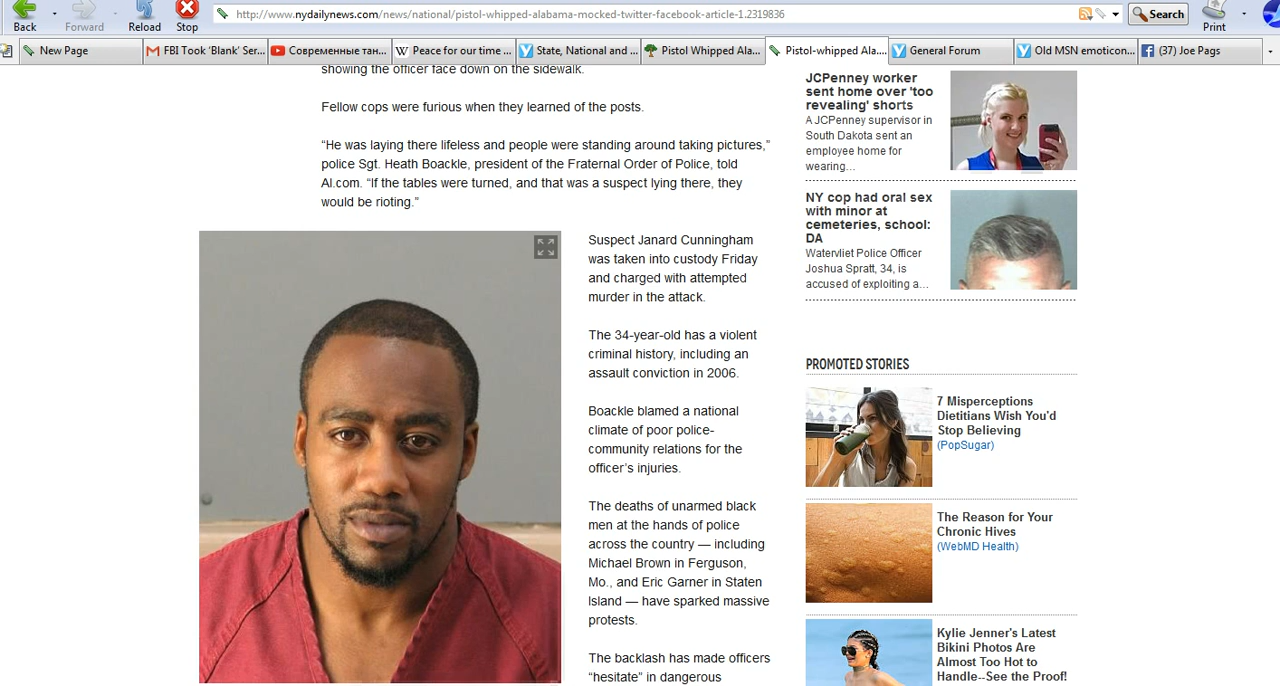 http://www.nydailynews.com/news/national/pistol-whipped-alabama-mocked-twitter-facebook-article-1.2319836
Back
Forward
Reload
Stop
Search
Print
New Page
FBI Took 'Blank' Ser...
Современные тан...
Peace for our time ...
State, National and ...
Pistol Whipped Ala...
Pistol-whipped Ala....
General Forum
Old MSN emoticon...
(37) Joe Pags
showing the officer face down on the sidewalk.
Fellow cops were furious when they learned of the posts.
“He was laying there lifeless and people were standing around taking pictures,”
police Sgt. Heath Boackle, president of the Fraternal Order of Police, told
Al.com. “If the tables were turned, and that was a suspect lying there, they
would be rioting.”
Suspect Janard Cunningham
was taken into custody Friday
and charged with attempted
murder in the attack.
The 34-year-old has a violent
criminal history, including an
assault conviction in 2006.
Boackle blamed a national
climate of poor police-
community relations for the
officer’s injuries.
The deaths of unarmed black
men at the hands of police
across the country — including
Michael Brown in Ferguson,
Mo., and Eric Garner in Staten
Island — have sparked massive
protests.
The backlash has made officers
“hesitate” in dangerous
JCPenney worker
sent home over 'too
revealing' shorts
A JCPenney supervisor in
South Dakota sent an
employee home for
wearing...
NY cop had oral sex
with minor at
cemeteries, school:
DA
Watervliet Police Officer
Joshua Spratt, 34, is
accused of exploiting a...
PROMOTED STORIES
7 Misperceptions
Dietitians Wish You'd
Stop Believing
(PopSugar)
The Reason for Your
Chronic Hives
(WebMD Health)
Kylie Jenner's Latest
Bikini Photos Are
Almost Too Hot to
Handle--See the Proof!